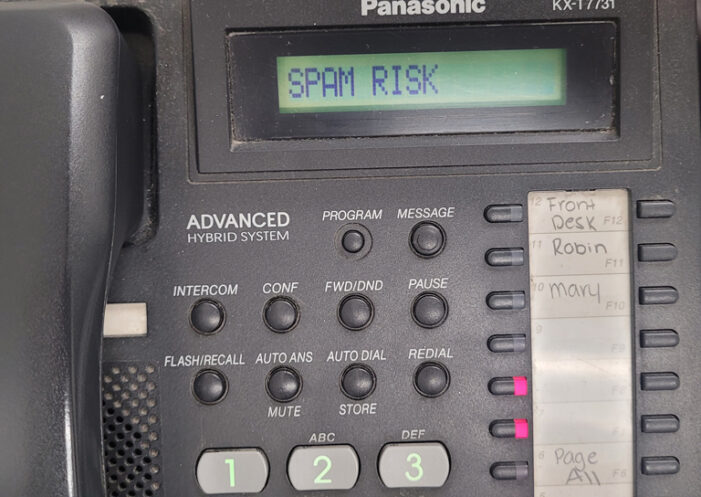 Panasonic
KX-T7731
SPAM RISK
ADVANCED
HYBRID SYSTEM
PROGRAM
MESSAGE
INTERCOM
CONF
FWD/DND
PAUSE
FLASH/RECALL
AUTO ANS
AUTO DIAL
REDIAL
MUTE
STORE
ABC
DEF
1
2
3
12 Front
Desk F12
11 Robin
F11
10 Mary
F10
9
F9
6 Page
All F6